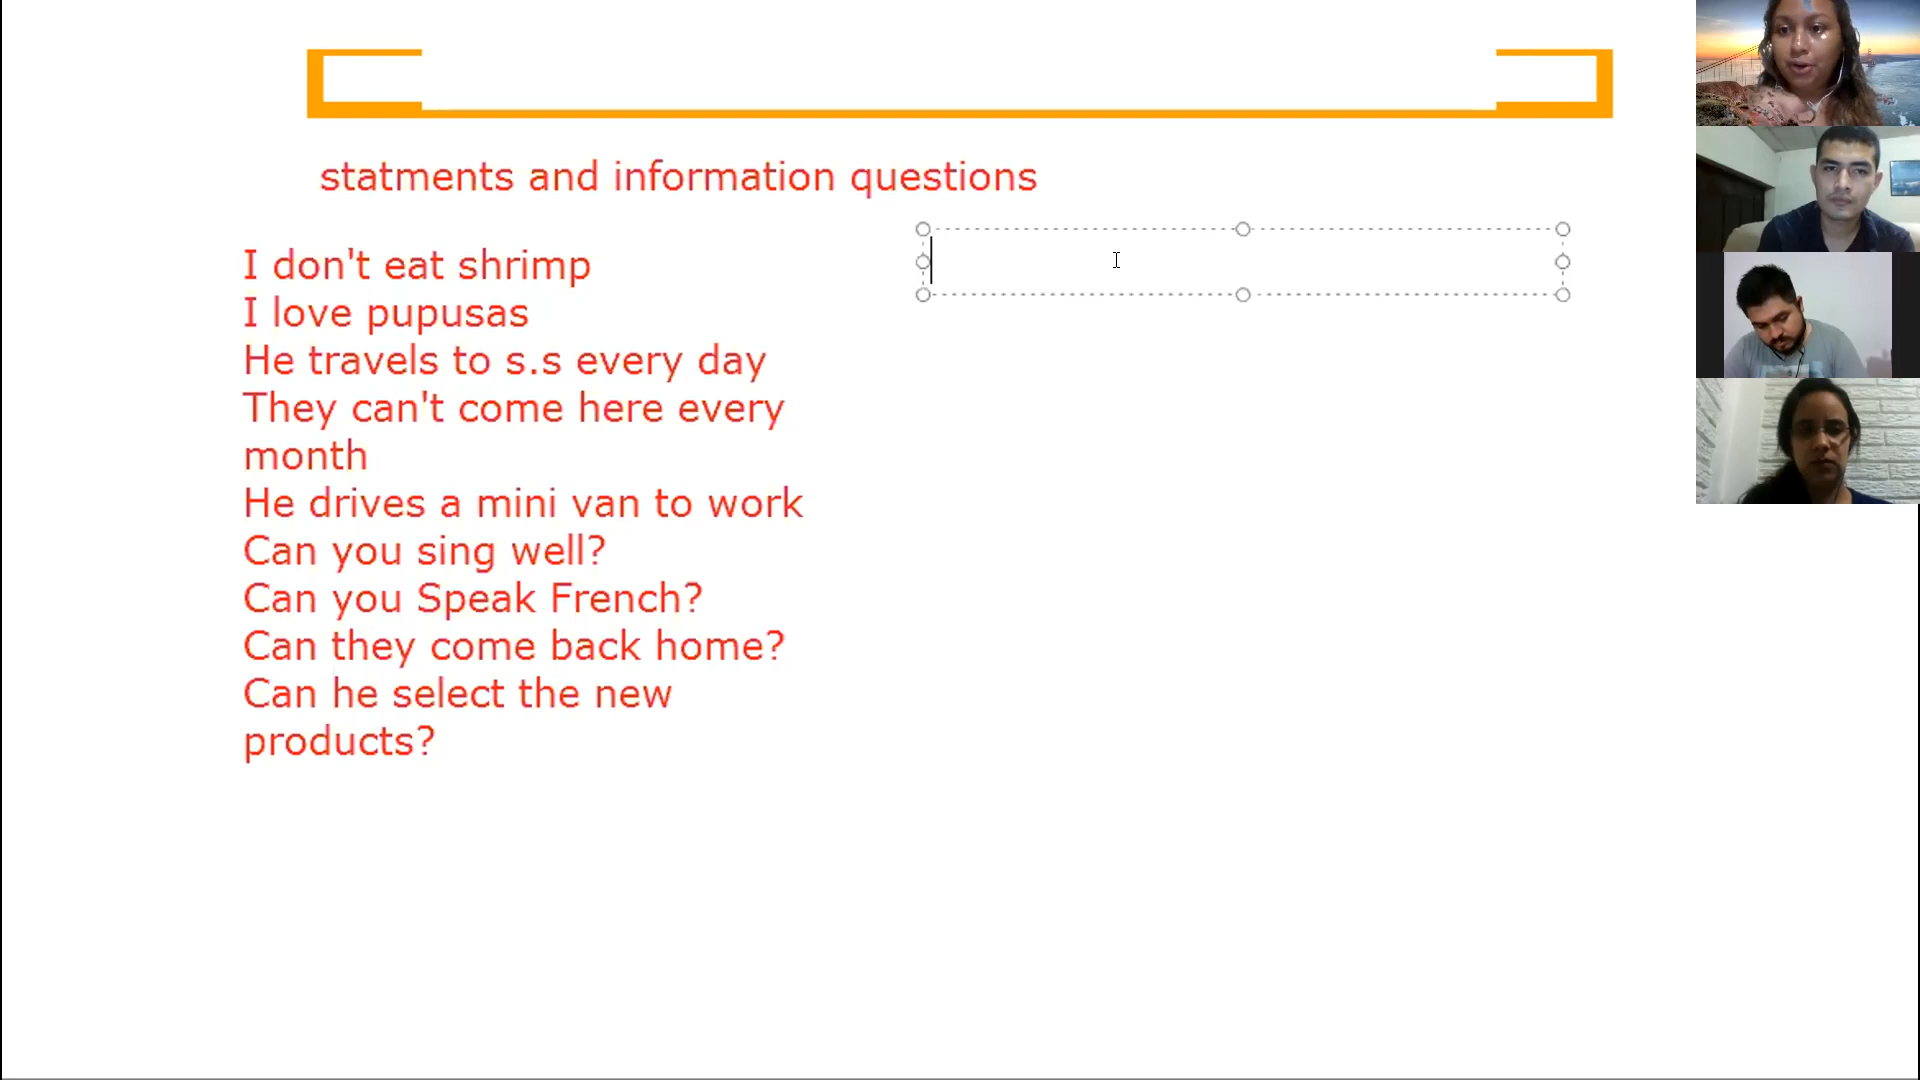 statments and information questions
I don't eat shrimp
I love pupusas
He travels to s.s every day
They can't come here every
month
He drives a mini van to work
Can you sing well?
Can you Speak French?
Can they come back home?
Can he select the new
products?